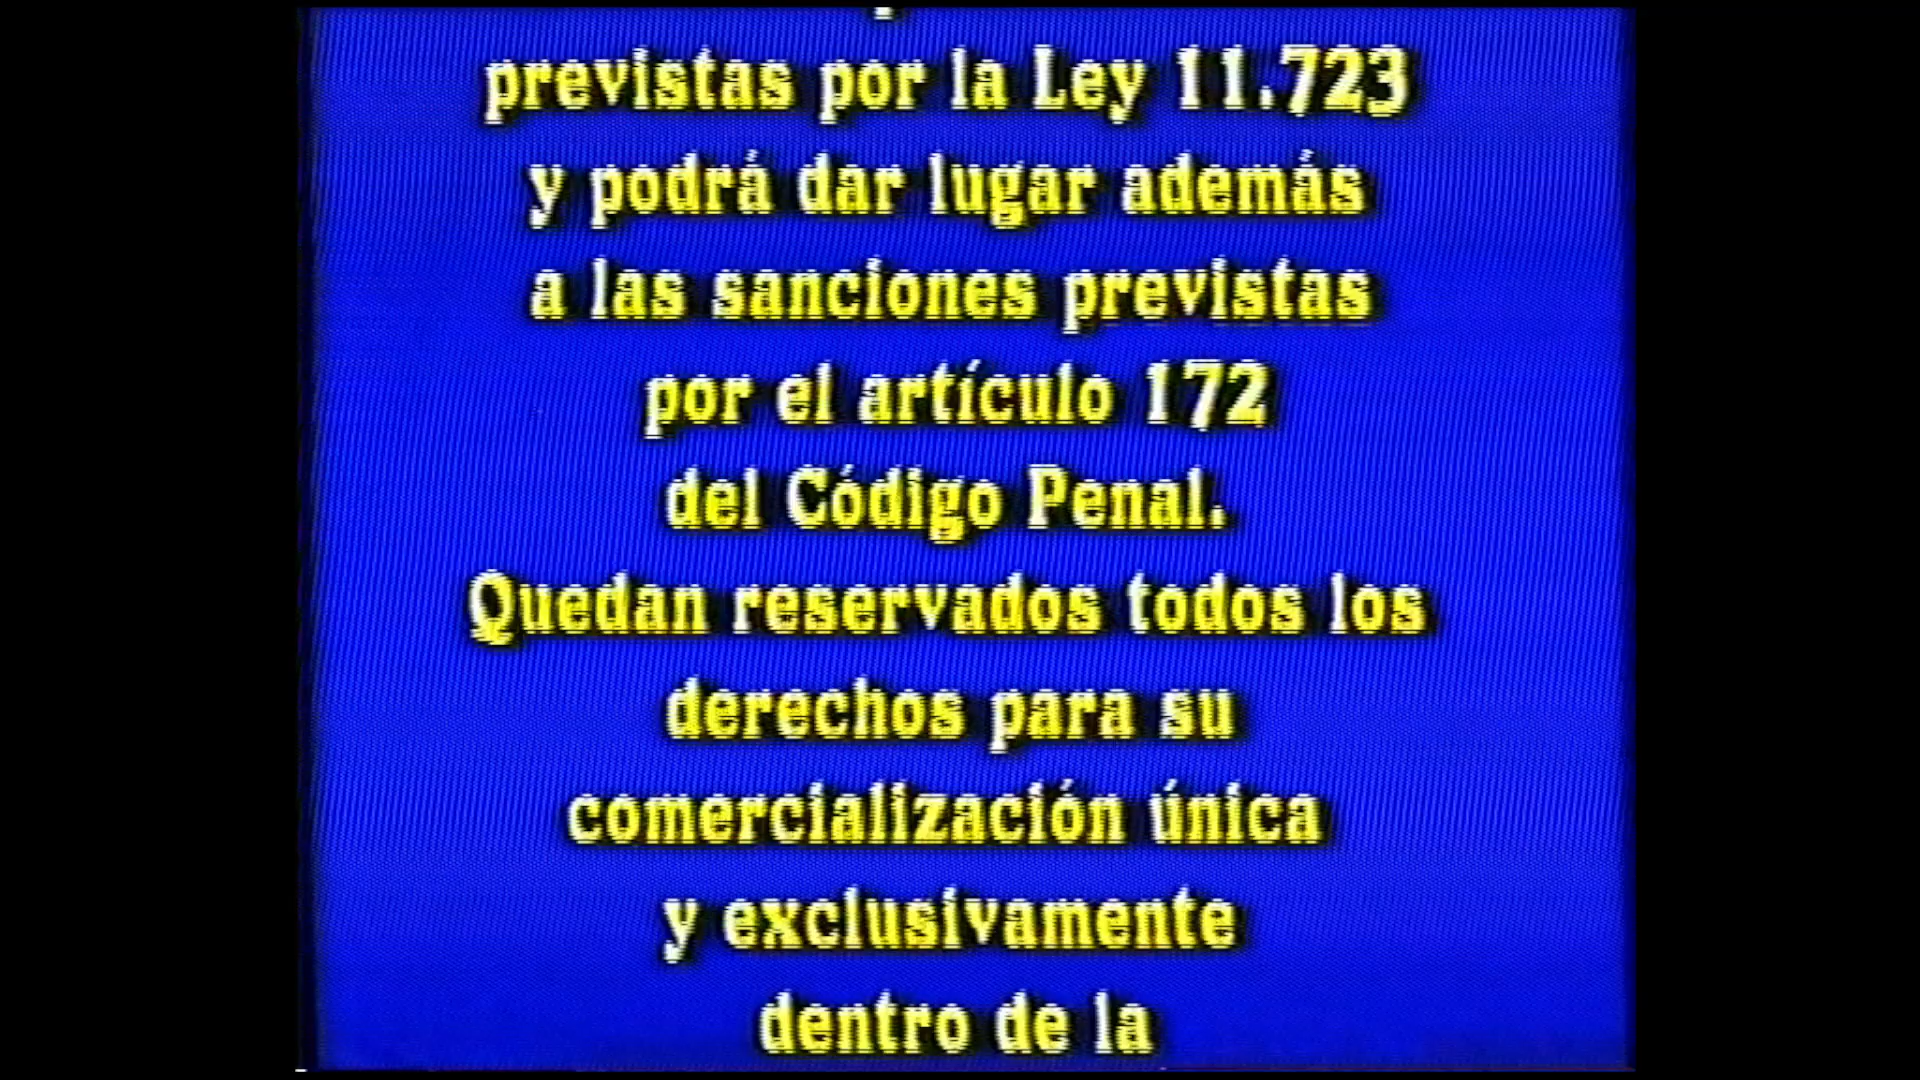 previstas por la Ley 11.723
y podrá dar lugar además
a las sanciones previstas
por el artículo 172
del Código Penal.
Quedan reservados todos los
derechos para su
comercialización única
y exclusivamente
dentro de la